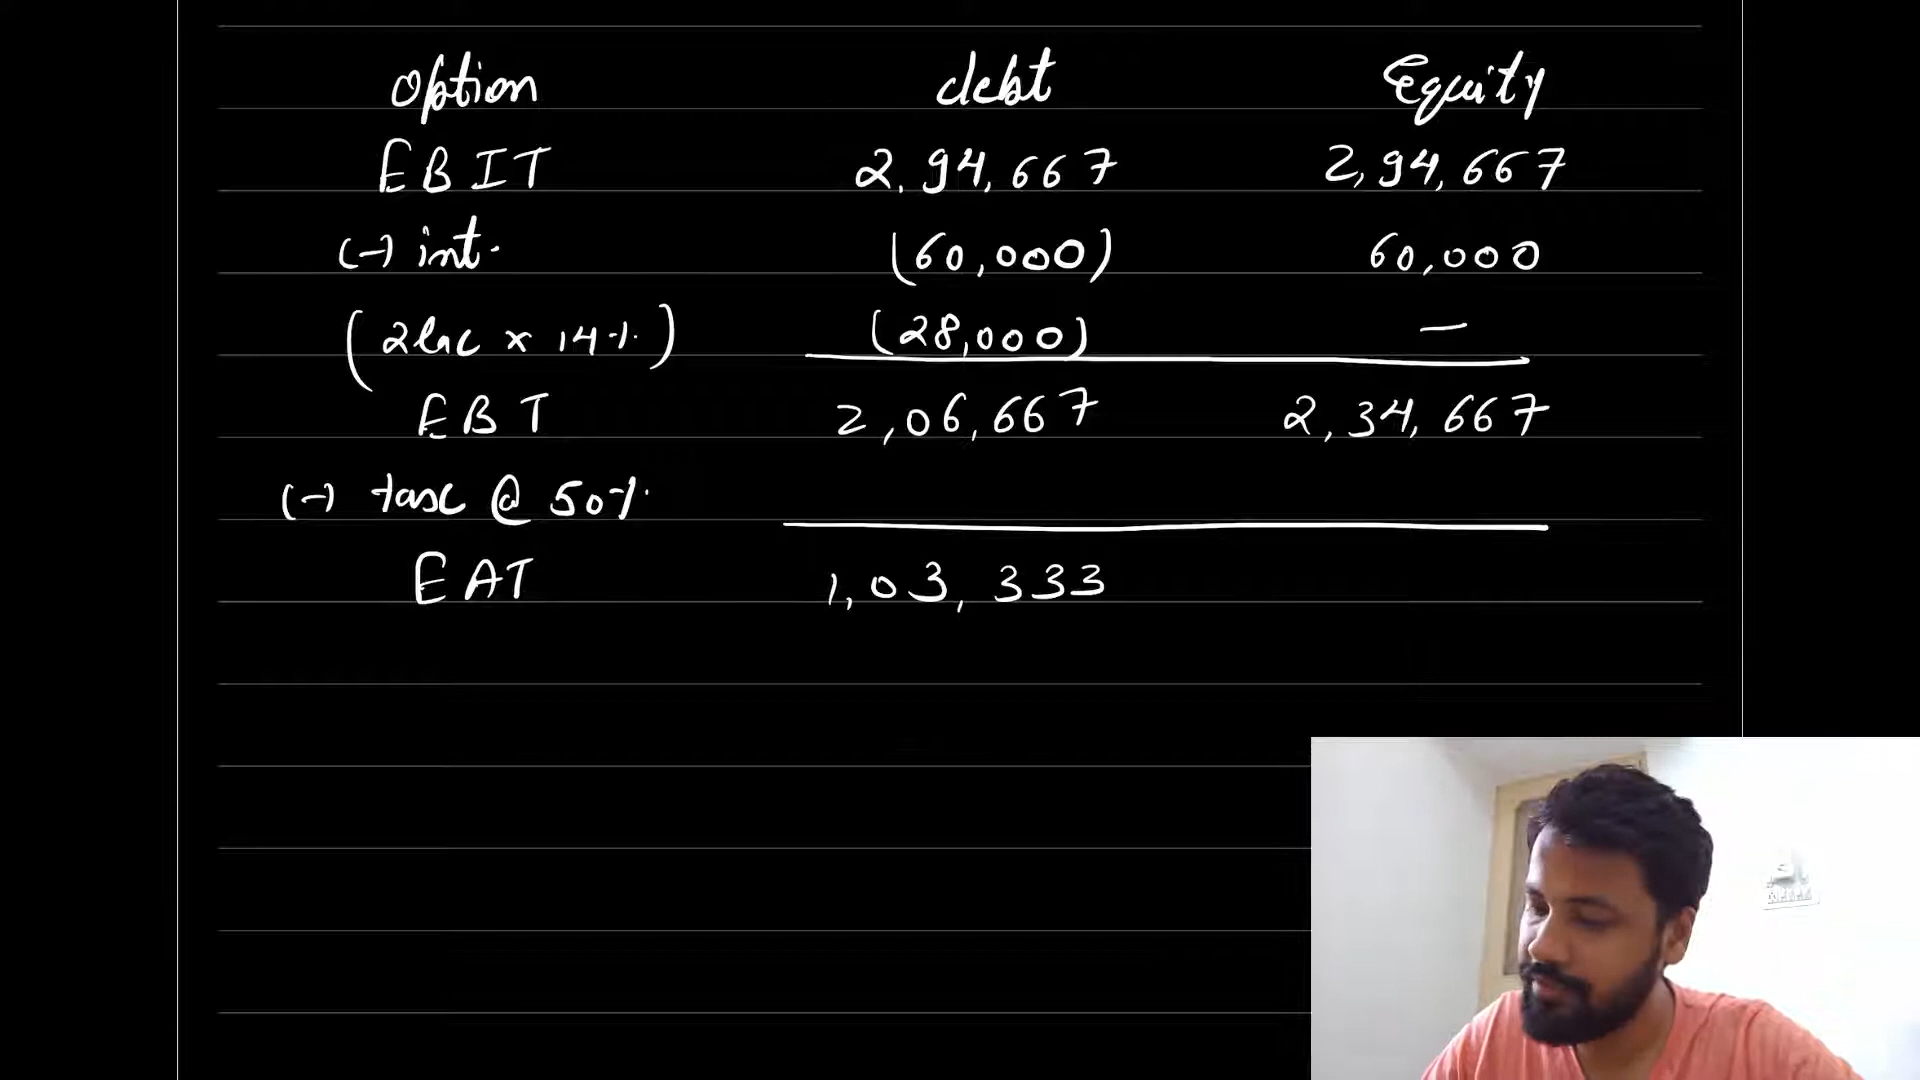 Option debt Equity
EBIT 2,94,667 2,94,667
(-) int. (60,000) 60,000
(2lac x 14%) (28,000) —
EBT 2,06,667 2,34,667
(-) tax @ 50%
EAT 1,03,333